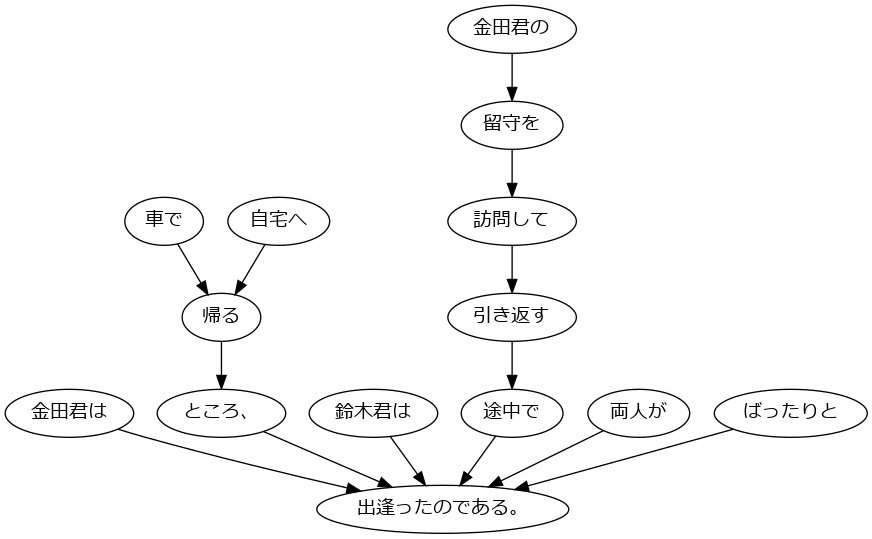 金田君の
留守を
車で
自宅へ
訪問して
帰る
引き返す
金田君は
ところ、
鈴木君は
途中で
両人が
ばったりと
出逢ったのである。